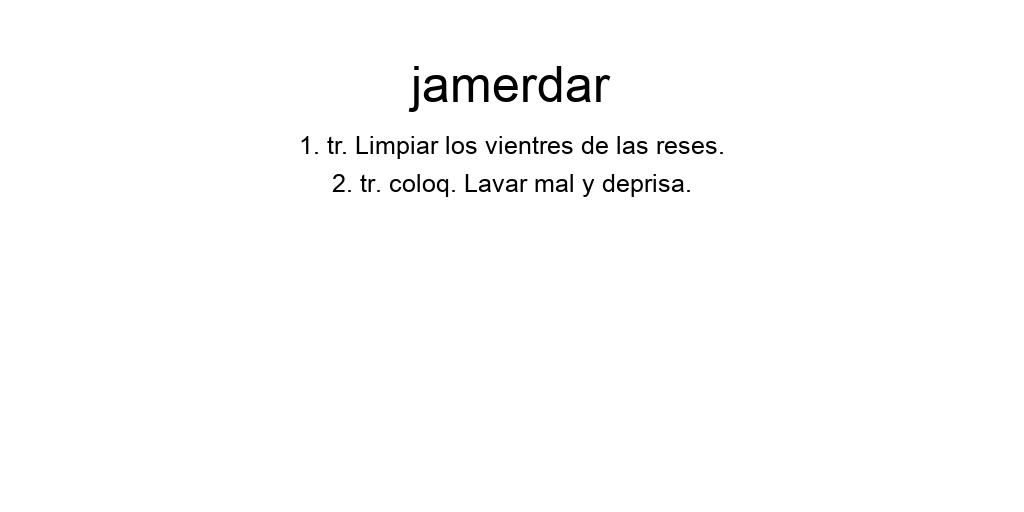 jamerdar
1. tr. Limpiar los vientres de las reses.
2. tr. coloq. Lavar mal y deprisa.